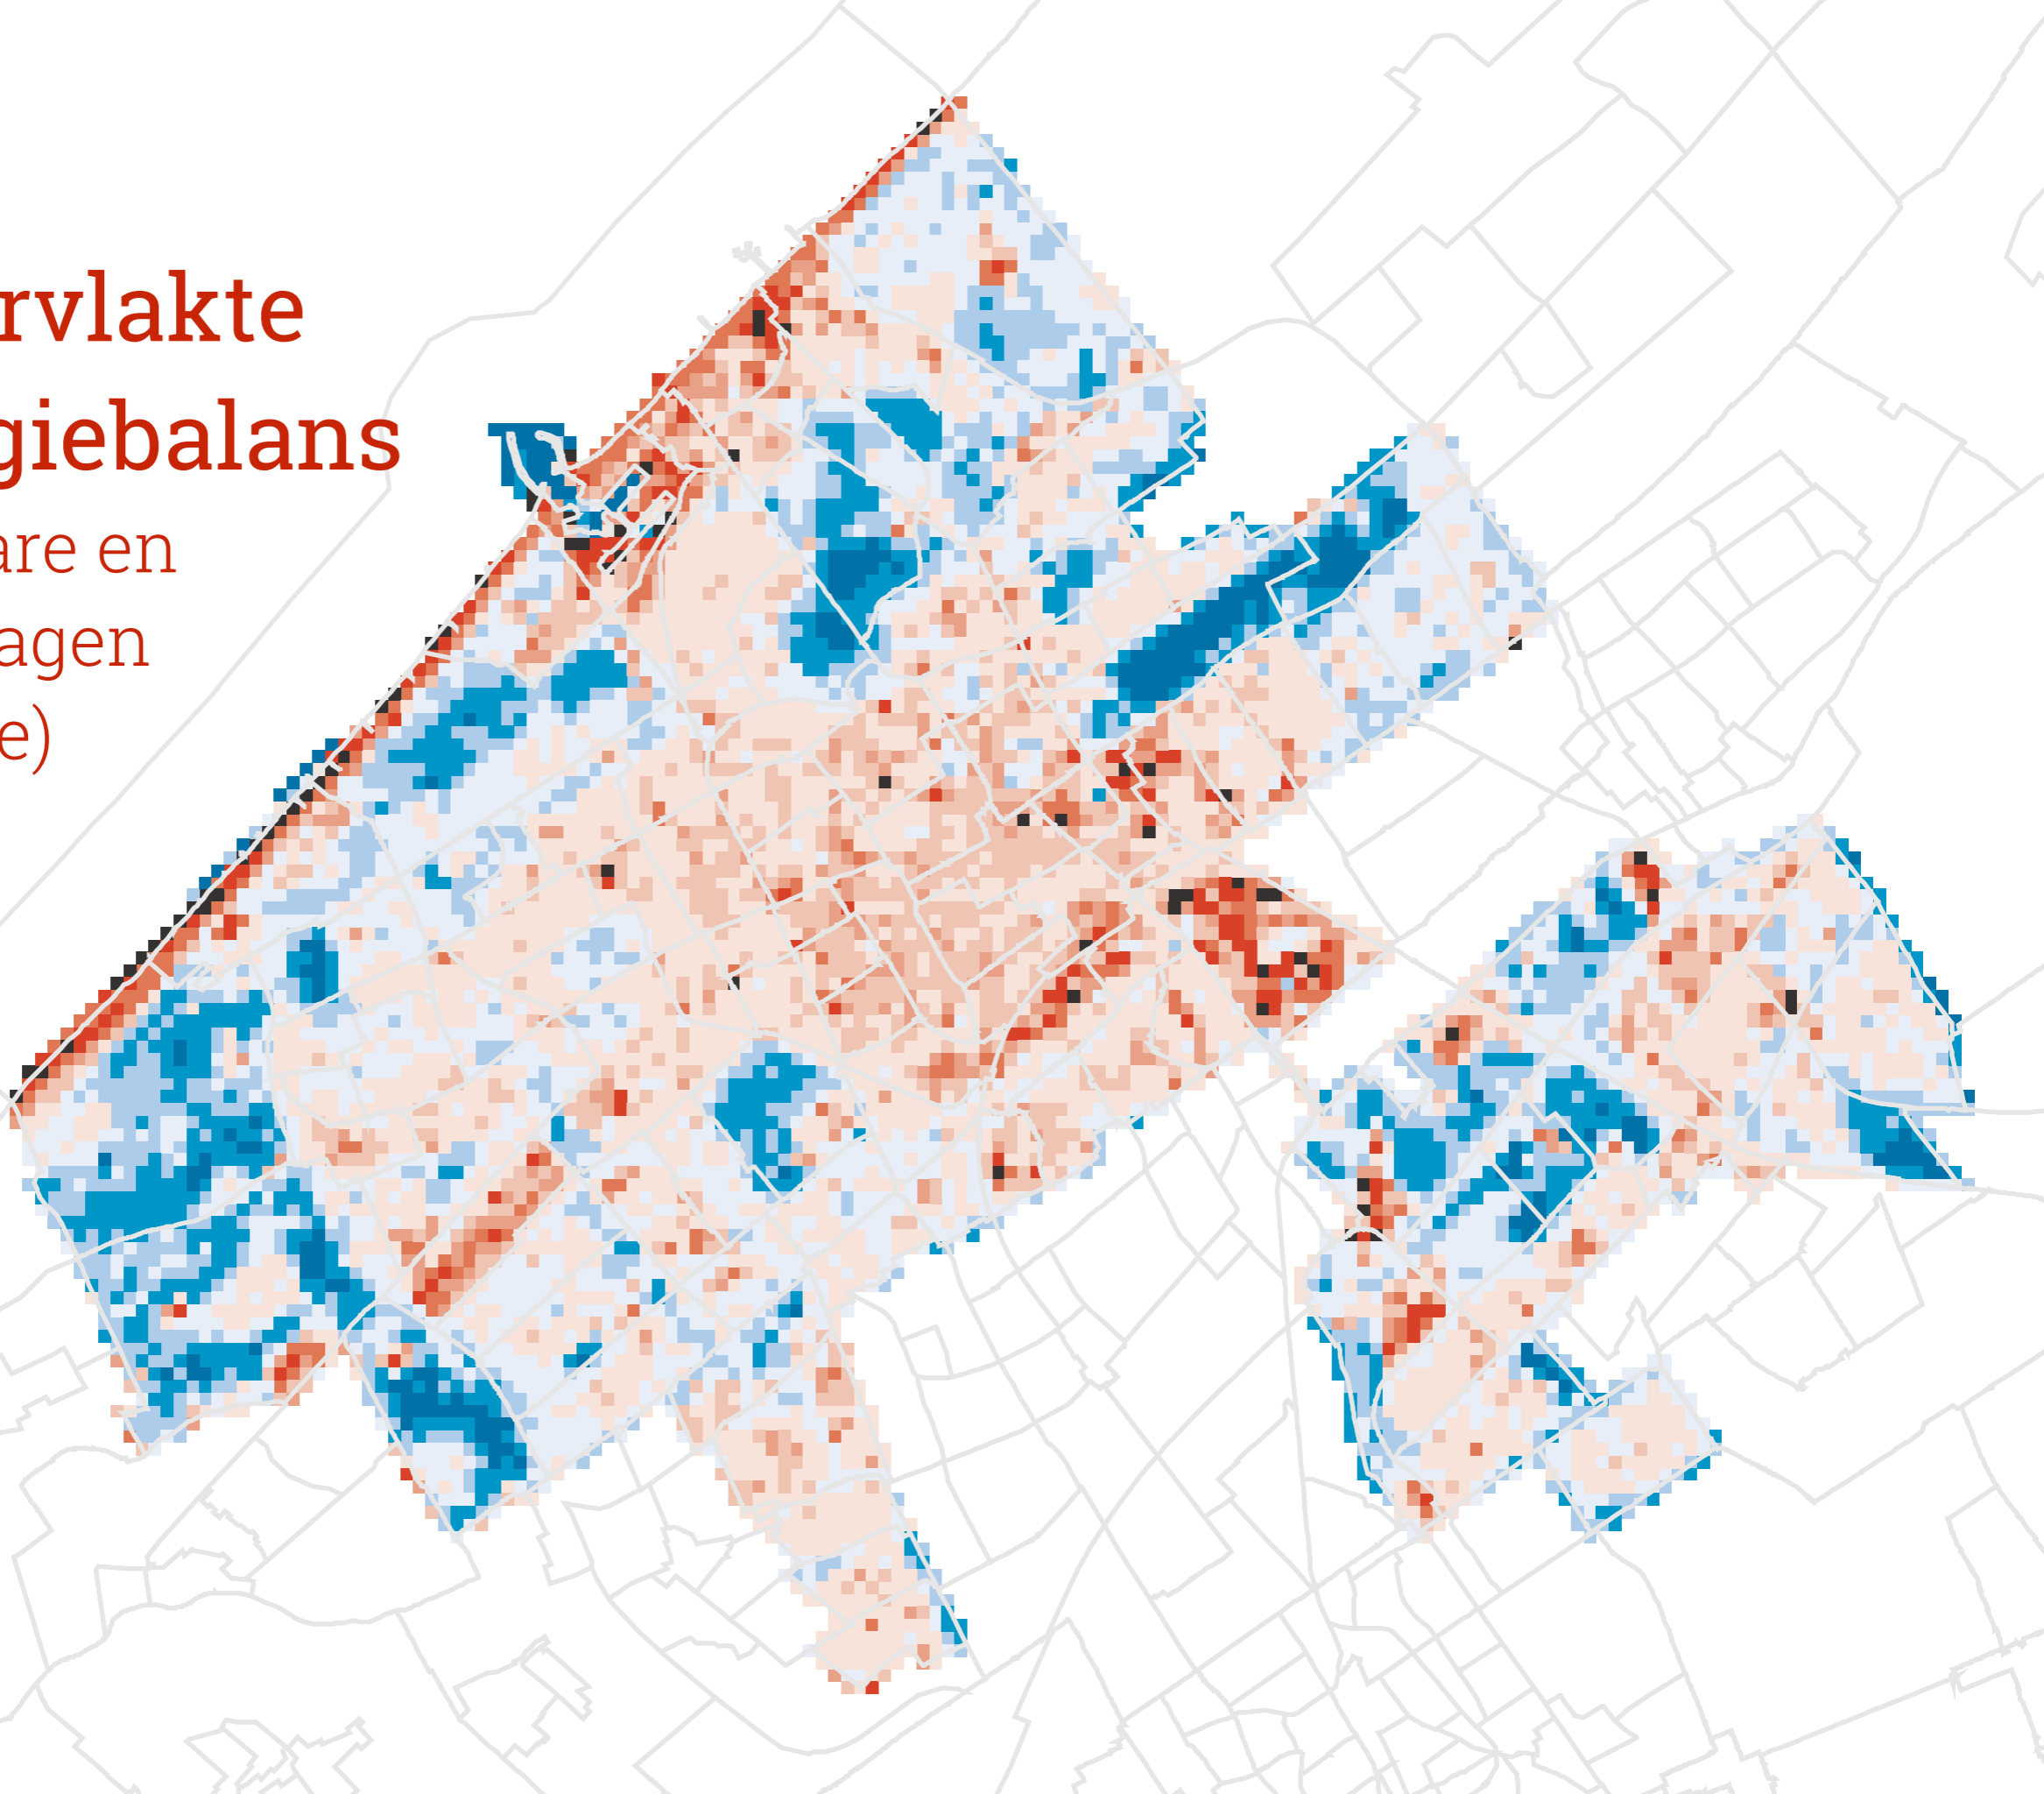 rvlakte
giebalans
are en
agen
e)